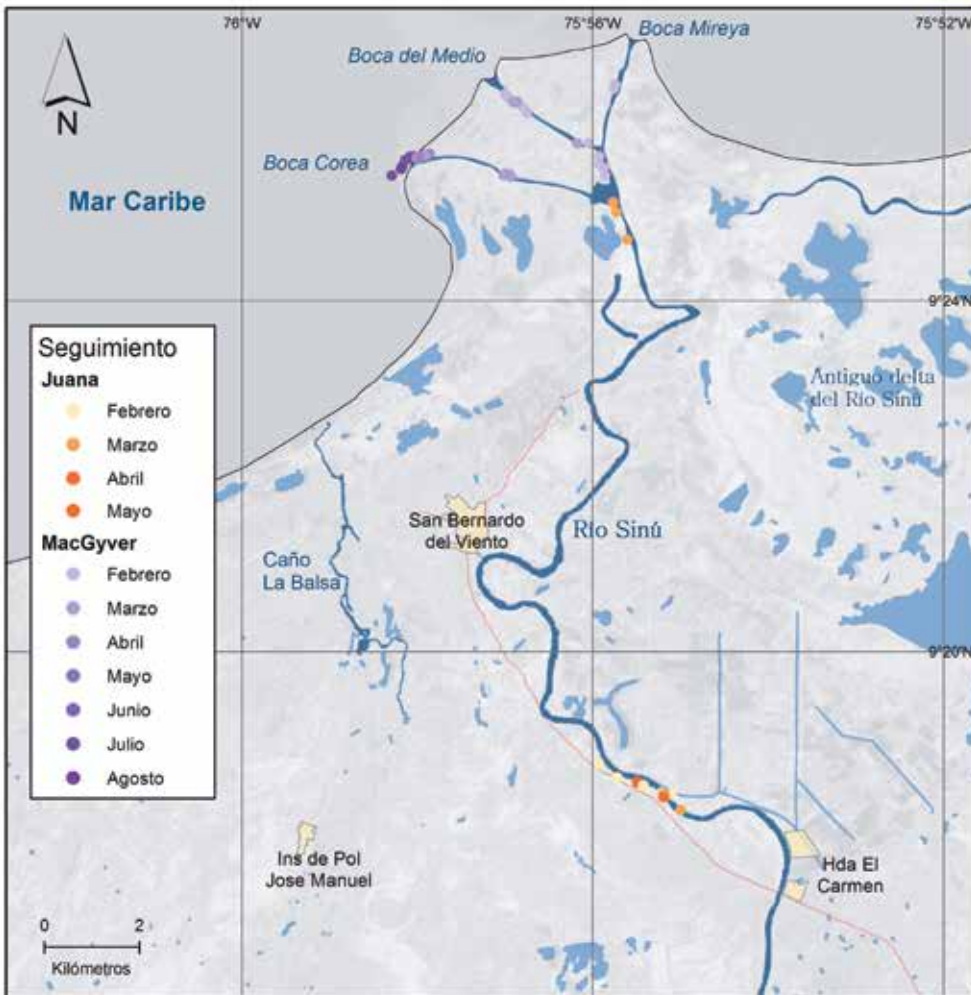 76°W
75°56'W
75°52'W
Boca Mireya
Boca del Medio
N
Boca Corea
Mar Caribe
9°24'N
Seguimiento
Juana
Febrero
Marzo
Abril
Mayo
MacGyver
Febrero
Marzo
Abril
Mayo
Junio
Julio
Agosto
Antiguo delta
del Río Sinú
San Bernardo
del Viento
Río Sinú
Caño
La Balsa
9°20'N
Ins de Pol
Jose Manuel
Hda El
Carmen
0 2
Kilómetros